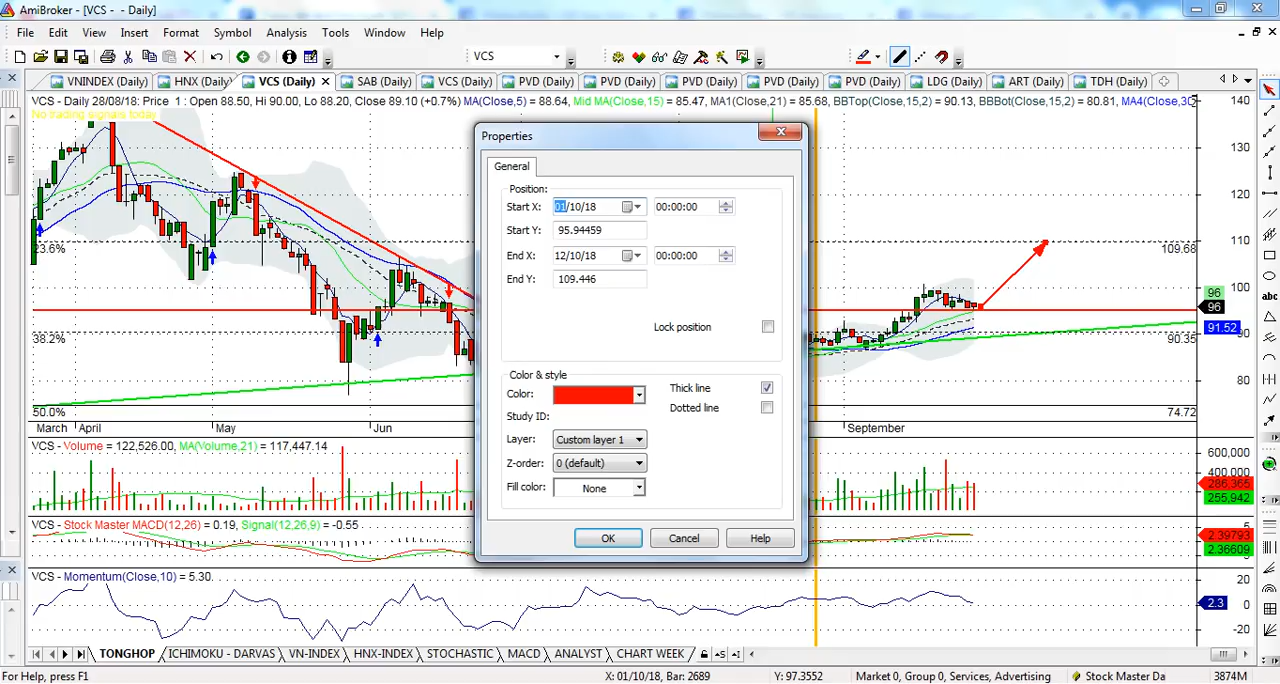 AmiBroker - [VCS - - Daily]
File Edit View Insert Format Symbol Analysis Tools Window Help
VCS
VNINDEX (Daily) HNX (Daily) VCS (Daily) SAB (Daily) VCS (Daily) PVD (Daily) PVD (Daily) PVD (Daily) PVD (Daily) PVD (Daily) LDG (Daily) ART (Daily) TDH (Daily)
VCS - Daily 28/08/18: Price 1 : Open 88.50, Hi 90.00, Lo 88.20, Close 89.10 (+0.7%) MA(Close,5) = 88.64, Mid MA(Close,15) = 85.47, MA1(Close,21) = 85.68, BBTop(Close,15,2) = 90.13, BBBot(Close,15,2) = 80.81, MA4(Close,30
No trading signals today
140
130
120
110
100
90
80
23.6%
109.68
96
96
91.52
38.2%
90.35
50.0%
74.72
March April May Jun September
Properties
General
Position:
Start X: 01/10/18 00:00:00
Start Y: 95.94459
End X: 12/10/18 00:00:00
End Y: 109.446
Lock position
Color & style
Color:
Thick line
Dotted line
Study ID:
Layer: Custom layer 1
Z-order: 0 (default)
Fill color: None
OK Cancel Help
abc
VCS - Volume = 122,526.00, MA(Volume,21) = 117,447.14
600,000
400,000
286,365
255,942
VCS - Stock Master MACD(12,26) = 0.19, Signal(12,26,9) = -0.55
5
2.39793
2.36609
VCS - Momentum(Close,10) = 5.30
20
2.3
0
-20
TONGHOP ICHIMOKU - DARVAS VN-INDEX HNX-INDEX STOCHASTIC MACD ANALYST CHART WEEK
For Help, press F1 X: 01/10/18, Bar: 2689 Y: 97.3552 Market 0, Group 0, Services, Advertising Stock Master Da 3874M